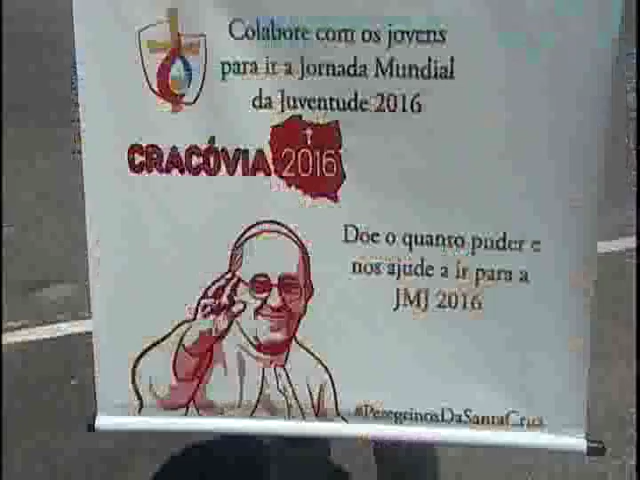 Colabore com os jovens
para ir a Jornada Mundial
da Juventude 2016
CRACÓVIA 2016
Doe o quanto puder e
nos ajude a ir para a
JMJ 2016
#PeregrinosDaSantaCruz